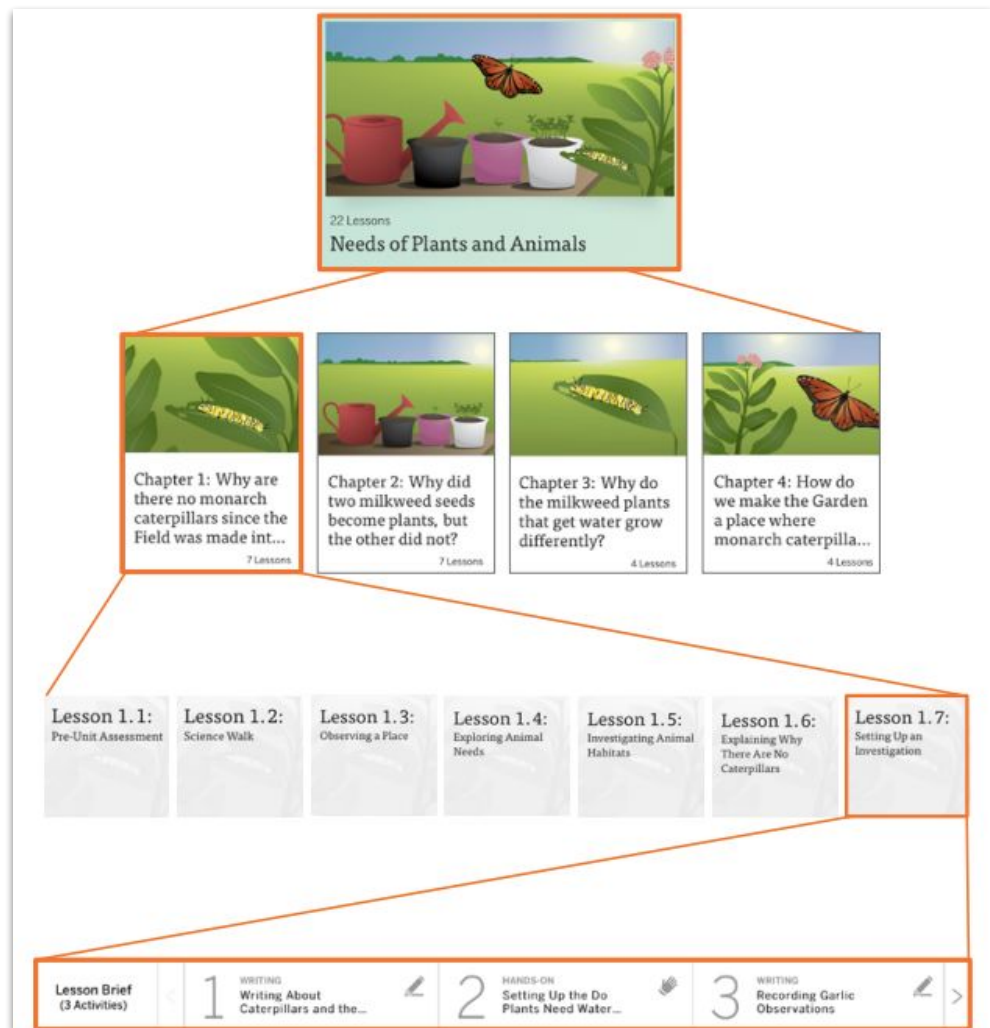 22 Lessons
Needs of Plants and Animals
Chapter 1: Why are
there no monarch
caterpillars since the
Field was made int...
7 Lessons
Chapter 2: Why did
two milkweed seeds
become plants, but
the other did not?
7 Lessons
Chapter 3: Why do
the milkweed plants
that get water grow
differently?
4 Lessons
Chapter 4: How do
we make the Garden
a place where
monarch caterpilla...
4 Lessons
Lesson 1.1:
Pre-Unit Assessment
Lesson 1.2:
Science Walk
Lesson 1.3:
Observing a Place
Lesson 1.4:
Exploring Animal
Needs
Lesson 1.5:
Investigating Animal
Habitats
Lesson 1.6:
Explaining Why
There Are No
Caterpillars
Lesson 1.7:
Setting Up an
Investigation
Lesson Brief
(3 Activities)
1
WRITING
Writing About
Caterpillars and the...
2
HANDS-ON
Setting Up the Do
Plants Need Water...
3
WRITING
Recording Garlic
Observations